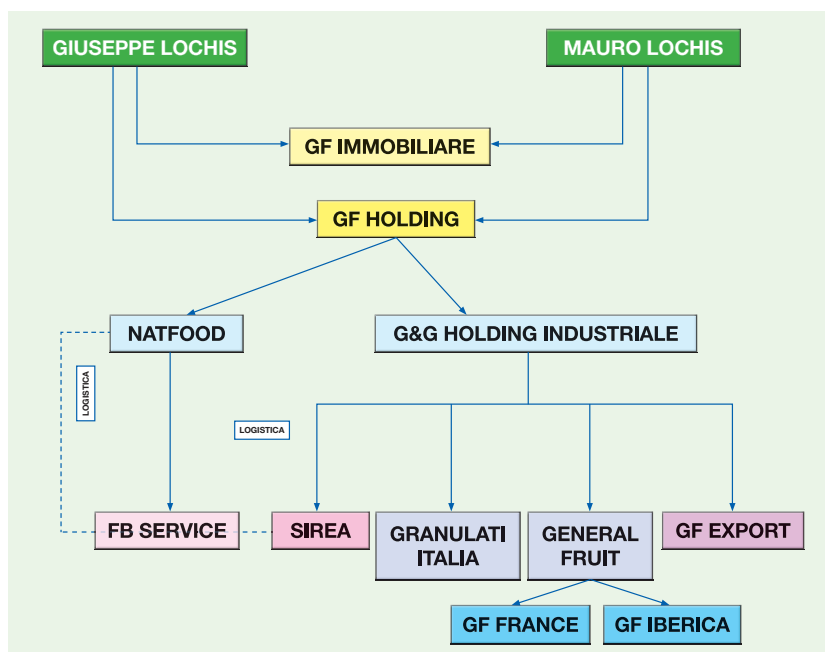 GIUSEPPE LOCHIS
MAURO LOCHIS
GF IMMOBILIARE
GF HOLDING
NATFOOD
G&G HOLDING INDUSTRIALE
LOGISTICA
LOGISTICA
FB SERVICE
SIREA
GRANULATI
ITALIA
GENERAL
FRUIT
GF EXPORT
GF FRANCE
GF IBERICA